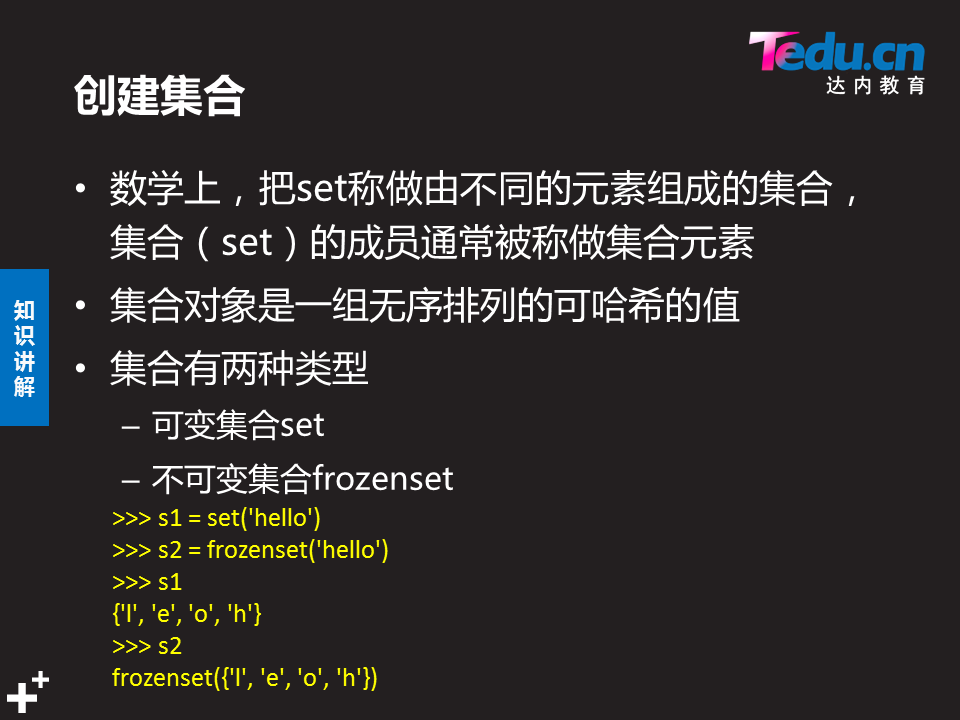 Tedu.cn
达内教育
创建集合
• 数学上，把set称做由不同的元素组成的集合，
集合（set）的成员通常被称做集合元素
• 集合对象是一组无序排列的可哈希的值
• 集合有两种类型
– 可变集合set
– 不可变集合frozenset
>>> s1 = set('hello')
>>> s2 = frozenset('hello')
>>> s1
{'l', 'e', 'o', 'h'}
>>> s2
frozenset({'l', 'e', 'o', 'h'})
知识讲解